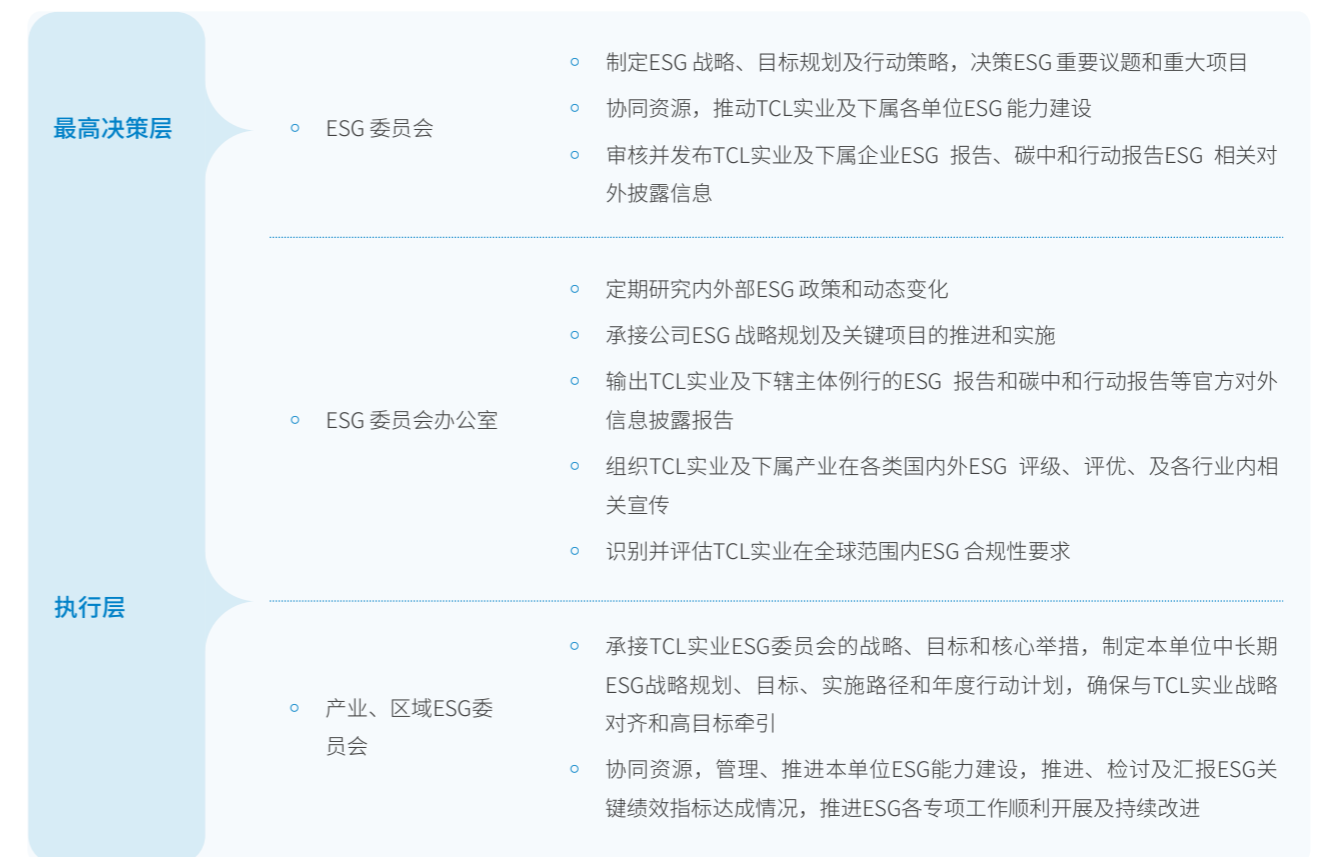 最高决策层
ESG 委员会
制定ESG 战略、目标规划及行动策略，决策ESG 重要议题和重大项目
协同资源，推动TCL实业及下属各单位ESG 能力建设
审核并发布TCL实业及下属企业ESG 报告、碳中和行动报告ESG 相关对
外披露信息
执行层
ESG 委员会办公室
定期研究内外部ESG 政策和动态变化
承接公司ESG 战略规划及关键项目的推进和实施
输出TCL实业及下辖主体例行的ESG 报告和碳中和行动报告等官方对外
信息披露报告
组织TCL实业及下属产业在各类国内外ESG 评级、评优、及各行业内相
关宣传
识别并评估TCL实业在全球范围内ESG 合规性要求
产业、区域ESG委
员会
承接TCL实业ESG委员会的战略、目标和核心举措，制定本单位中长期
ESG战略规划、目标、实施路径和年度行动计划，确保与TCL实业战略
对齐和高目标牵引
协同资源，管理、推进本单位ESG能力建设，推进、检讨及汇报ESG关
键绩效指标达成情况，推进ESG各专项工作顺利开展及持续改进